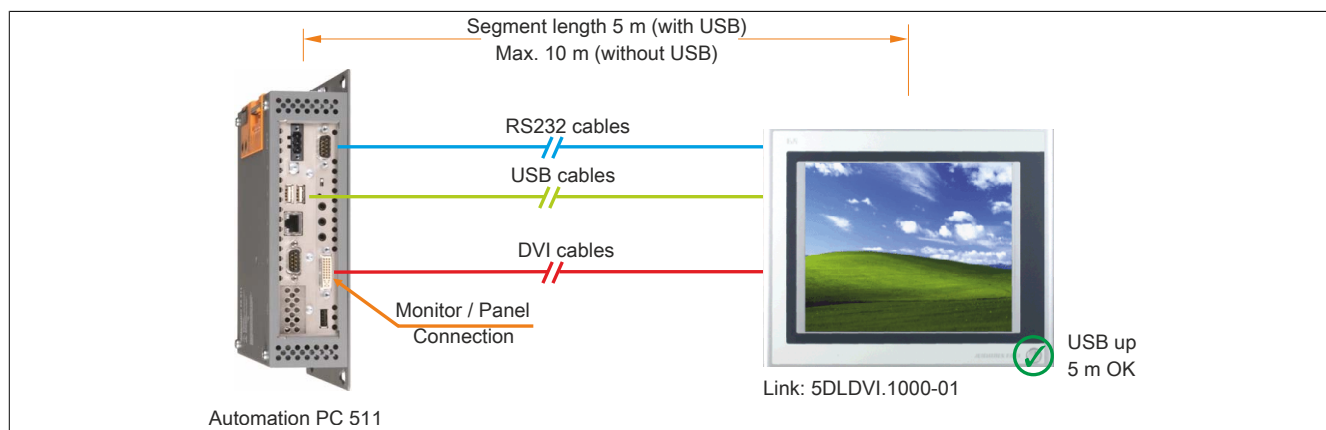 Segment length 5 m (with USB)
Max. 10 m (without USB)
RS232 cables
USB cables
DVI cables
Monitor / Panel
Connection
USB up
5 m OK
Link: 5DLDVI.1000-01
Automation PC 511